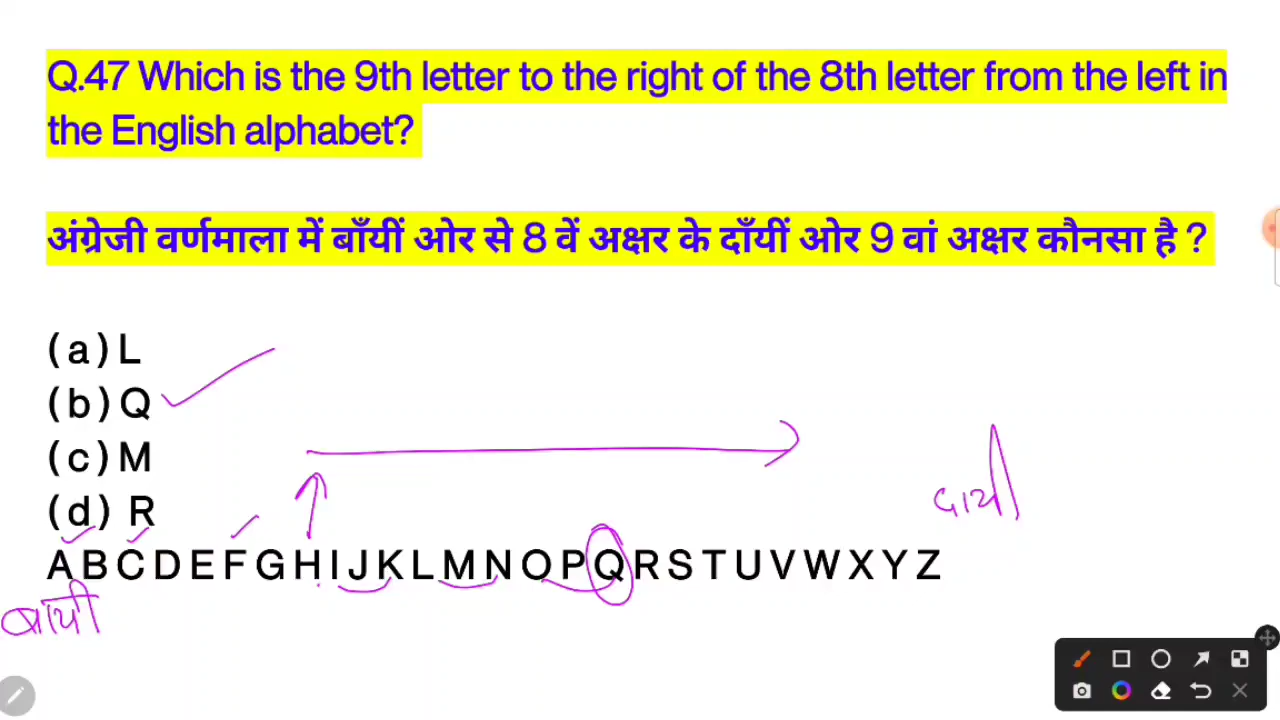 Q.47 Which is the 9th letter to the right of the 8th letter from the left in
the English alphabet?
अंग्रेजी वर्णमाला में बाँयीं ओर से 8 वें अक्षर के दाँयीं ओर 9 वां अक्षर कौनसा है ?
(a) L
(b) Q
(c) M
(d) R
दायी
A B C D E F G H I J K L M N O P Q R S T U V W X Y Z
बायी